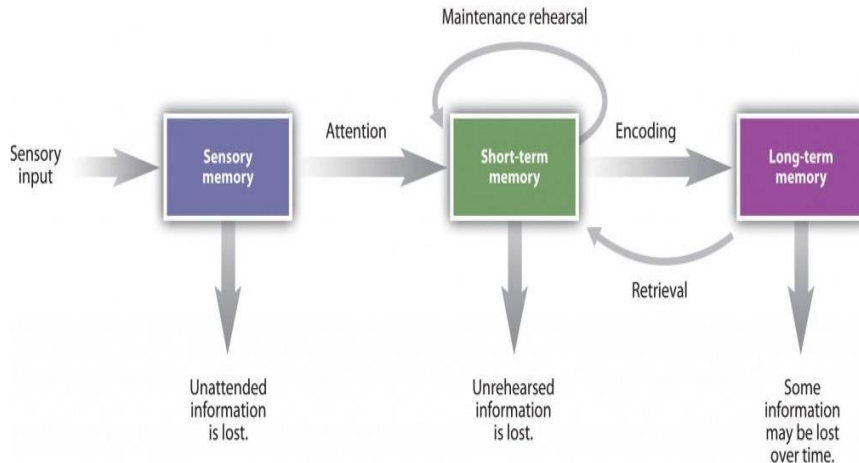 Maintenance rehearsal
Sensory
input
Sensory
memory
Attention
Short-term
memory
Encoding
Long-term
memory
Retrieval
Unattended
information
is lost.
Unrehearsed
information
is lost.
Some
information
may be lost
over time.